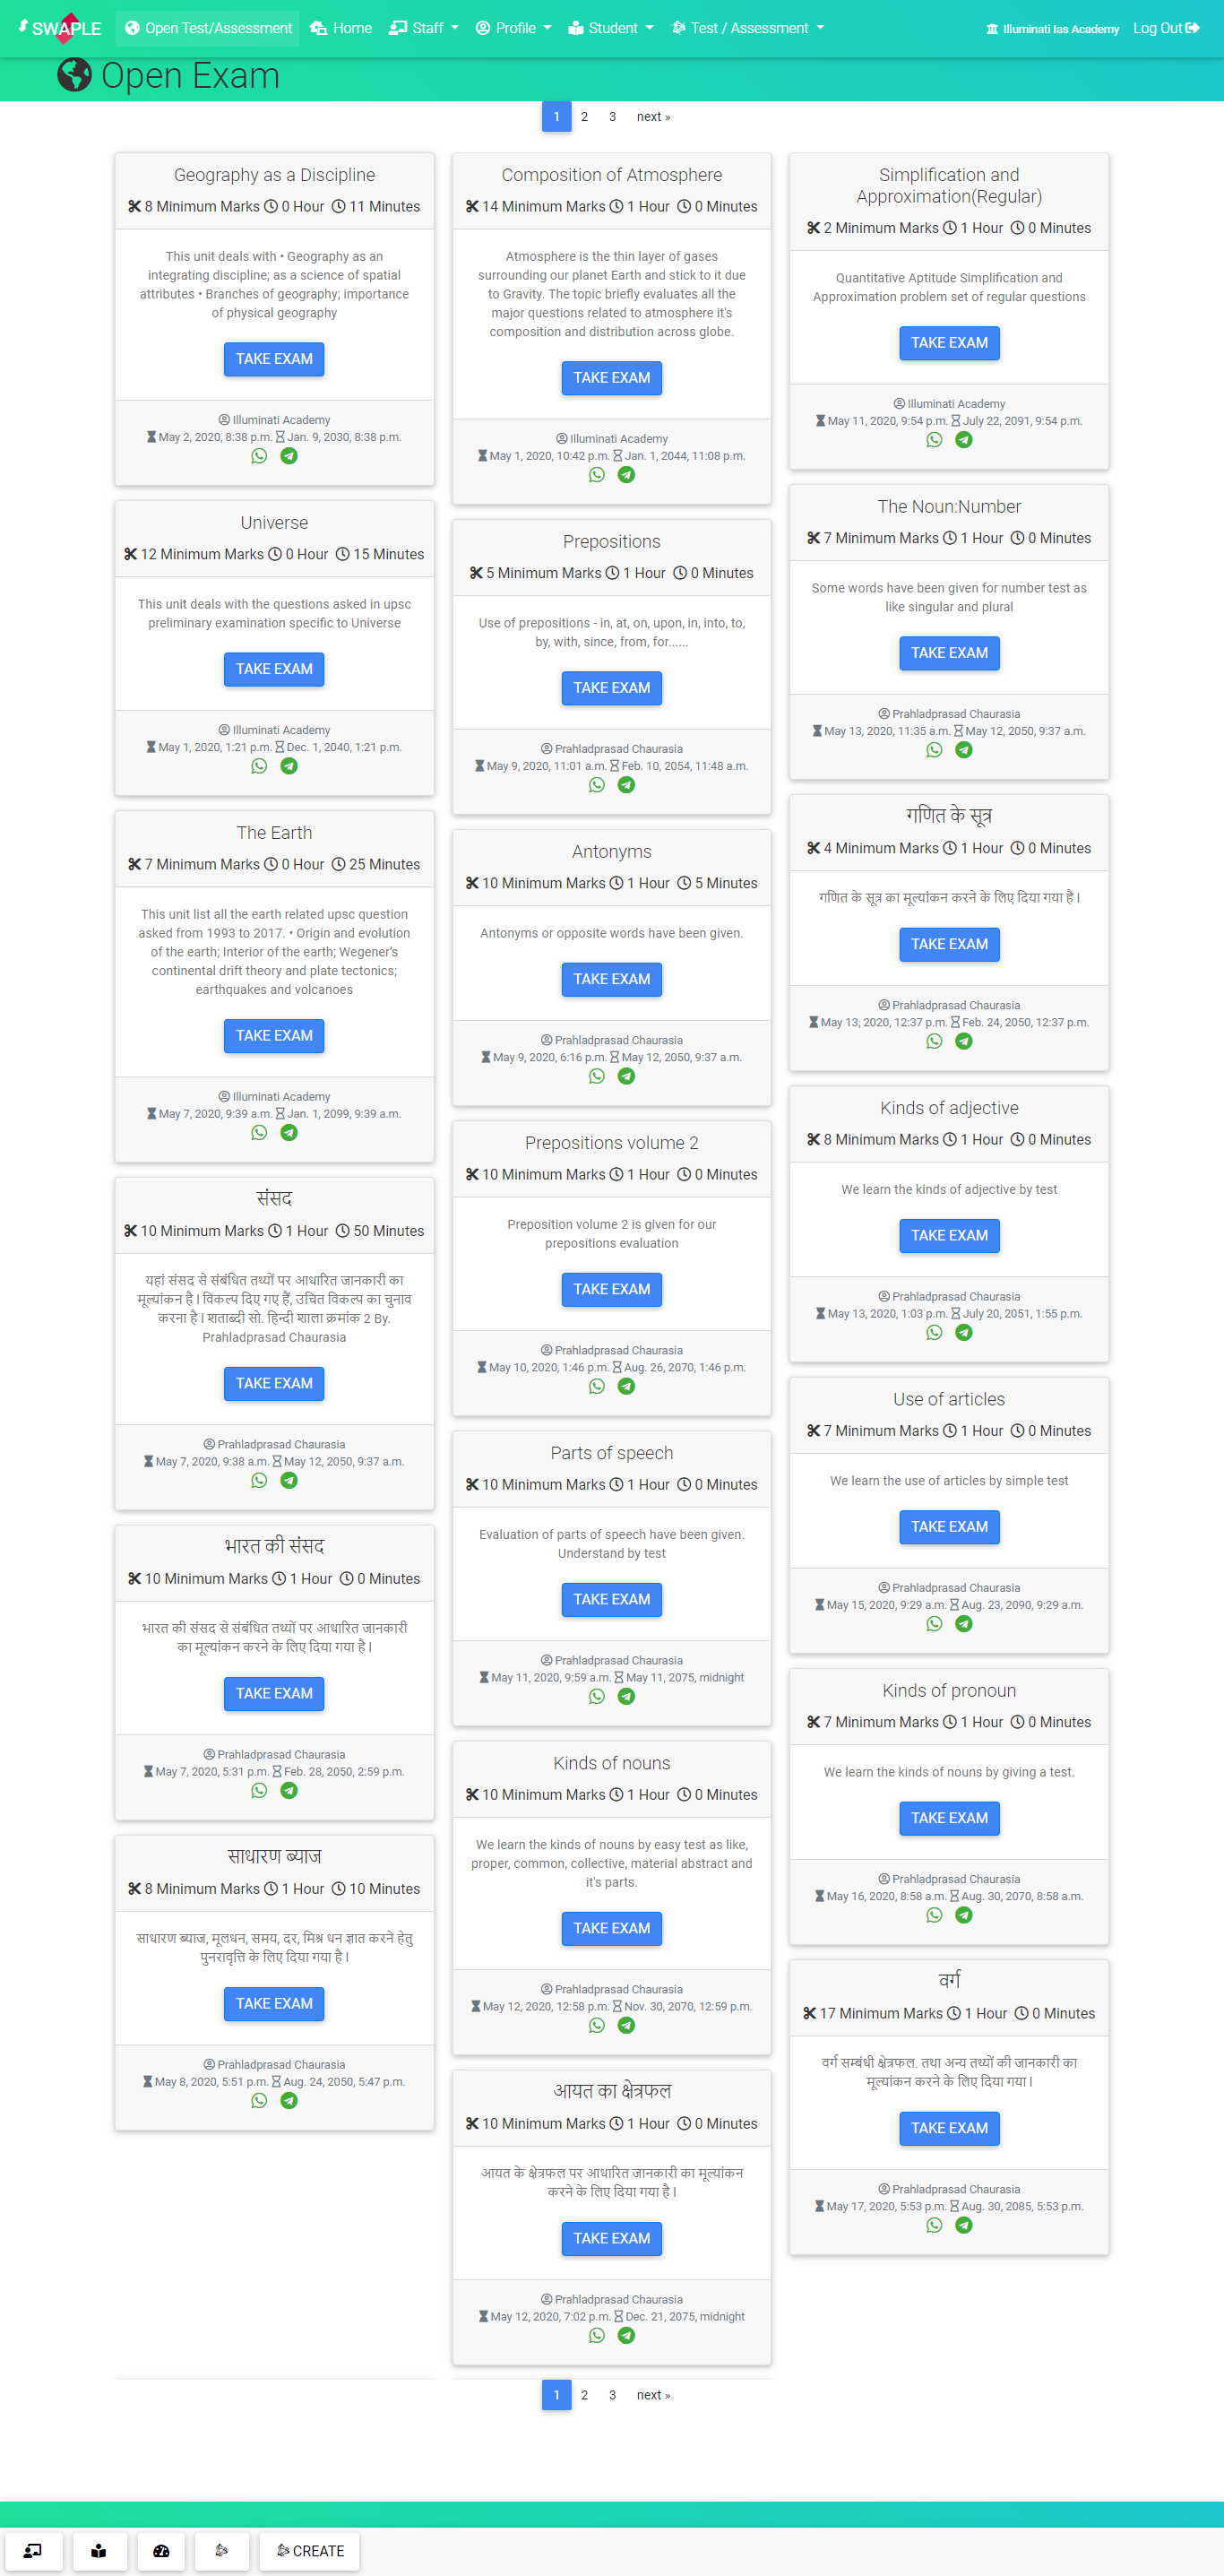 SWAPLE
Open Test/Assessment Home Staff Profile Student Test / Assessment Illuminati Ias Academy Log Out
Open Exam
1 2 3 next »
Geography as a Discipline
8 Minimum Marks 0 Hour 11 Minutes
This unit deals with • Geography as an
integrating discipline; as a science of spatial
attributes • Branches of geography; importance
of physical geography
TAKE EXAM
Illuminati Academy
May 2, 2020, 8:38 p.m. Jan. 9, 2030, 8:38 p.m.
Universe
12 Minimum Marks 0 Hour 15 Minutes
This unit deals with the questions asked in upsc
preliminary examination specific to Universe
TAKE EXAM
Illuminati Academy
May 1, 2020, 1:21 p.m. Dec. 1, 2040, 1:21 p.m.
The Earth
7 Minimum Marks 0 Hour 25 Minutes
This unit list all the earth related upsc question
asked from 1993 to 2017. • Origin and evolution
of the earth; Interior of the earth; Wegener's
continental drift theory and plate tectonics;
earthquakes and volcanoes
TAKE EXAM
Illuminati Academy
May 7, 2020, 9:39 a.m. Jan. 1, 2099, 9:39 a.m.
संसद
10 Minimum Marks 1 Hour 50 Minutes
यहां संसद से संबंधित तथ्यों पर आधारित जानकारी का
मूल्यांकन है l विकल्प दिए गए हैं, उचित विकल्प का चुनाव
करना है l शताब्दी सो. हिन्दी शाला क्रमांक 2 By.
Prahladprasad Chaurasia
TAKE EXAM
Prahladprasad Chaurasia
May 7, 2020, 9:38 a.m. May 12, 2050, 9:37 a.m.
भारत की संसद
10 Minimum Marks 1 Hour 0 Minutes
भारत की संसद से संबंधित तथ्यों पर आधारित जानकारी
का मूल्यांकन करने के लिए दिया गया है l
TAKE EXAM
Prahladprasad Chaurasia
May 7, 2020, 5:31 p.m. Feb. 28, 2050, 2:59 p.m.
साधारण ब्याज
8 Minimum Marks 1 Hour 10 Minutes
साधारण ब्याज, मूलधन, समय, दर, मिश्र धन ज्ञात करने हेतु
पुनरावृत्ति के लिए दिया गया है l
TAKE EXAM
Prahladprasad Chaurasia
May 8, 2020, 5:51 p.m. Aug. 24, 2050, 5:47 p.m.
Composition of Atmosphere
14 Minimum Marks 1 Hour 0 Minutes
Atmosphere is the thin layer of gases
surrounding our planet Earth and stick to it due
to Gravity. The topic briefly evaluates all the
major questions related to atmosphere it's
composition and distribution across globe.
TAKE EXAM
Illuminati Academy
May 1, 2020, 10:42 p.m. Jan. 1, 2044, 11:08 p.m.
Prepositions
5 Minimum Marks 1 Hour 0 Minutes
Use of prepositions - in, at, on, upon, in, into, to,
by, with, since, from, for......
TAKE EXAM
Prahladprasad Chaurasia
May 9, 2020, 11:01 a.m. Feb. 10, 2054, 11:48 a.m.
Antonyms
10 Minimum Marks 1 Hour 5 Minutes
Antonyms or opposite words have been given.
TAKE EXAM
Prahladprasad Chaurasia
May 9, 2020, 6:16 p.m. May 12, 2050, 9:37 a.m.
Prepositions volume 2
10 Minimum Marks 1 Hour 0 Minutes
Preposition volume 2 is given for our
prepositions evaluation
TAKE EXAM
Prahladprasad Chaurasia
May 10, 2020, 1:46 p.m. Aug. 26, 2070, 1:46 p.m.
Parts of speech
10 Minimum Marks 1 Hour 0 Minutes
Evaluation of parts of speech have been given.
Understand by test
TAKE EXAM
Prahladprasad Chaurasia
May 11, 2020, 9:59 a.m. May 11, 2075, midnight
Kinds of nouns
10 Minimum Marks 1 Hour 0 Minutes
We learn the kinds of nouns by easy test as like,
proper, common, collective, material abstract and
it's parts.
TAKE EXAM
Prahladprasad Chaurasia
May 12, 2020, 12:58 p.m. Nov. 30, 2070, 12:59 p.m.
आयत का क्षेत्रफल
10 Minimum Marks 1 Hour 0 Minutes
आयत के क्षेत्रफल पर आधारित जानकारी का मूल्यांकन
करने के लिए दिया गया है l
TAKE EXAM
Prahladprasad Chaurasia
May 12, 2020, 7:02 p.m. Dec. 21, 2075, midnight
Simplification and
Approximation(Regular)
2 Minimum Marks 1 Hour 0 Minutes
Quantitative Aptitude Simplification and
Approximation problem set of regular questions
TAKE EXAM
Illuminati Academy
May 11, 2020, 9:54 p.m. July 22, 2091, 9:54 p.m.
The Noun:Number
7 Minimum Marks 1 Hour 0 Minutes
Some words have been given for number test as
like singular and plural
TAKE EXAM
Prahladprasad Chaurasia
May 13, 2020, 11:35 a.m. May 12, 2050, 9:37 a.m.
गणित के सूत्र
4 Minimum Marks 1 Hour 0 Minutes
गणित के सूत्र का मूल्यांकन करने के लिए दिया गया है l
TAKE EXAM
Prahladprasad Chaurasia
May 13, 2020, 12:37 p.m. Feb. 24, 2050, 12:37 p.m.
Kinds of adjective
8 Minimum Marks 1 Hour 0 Minutes
We learn the kinds of adjective by test
TAKE EXAM
Prahladprasad Chaurasia
May 13, 2020, 1:03 p.m. July 20, 2051, 1:55 p.m.
Use of articles
7 Minimum Marks 1 Hour 0 Minutes
We learn the use of articles by simple test
TAKE EXAM
Prahladprasad Chaurasia
May 15, 2020, 9:29 a.m. Aug. 23, 2090, 9:29 a.m.
Kinds of pronoun
7 Minimum Marks 1 Hour 0 Minutes
We learn the kinds of nouns by giving a test.
TAKE EXAM
Prahladprasad Chaurasia
May 16, 2020, 8:58 a.m. Aug. 30, 2070, 8:58 a.m.
वर्ग
17 Minimum Marks 1 Hour 0 Minutes
वर्ग सम्बंधी क्षेत्रफल. तथा अन्य तथ्यों की जानकारी का
मूल्यांकन करने के लिए दिया गया l
TAKE EXAM
Prahladprasad Chaurasia
May 17, 2020, 5:53 p.m. Aug. 30, 2085, 5:53 p.m.
1 2 3 next »
CREATE